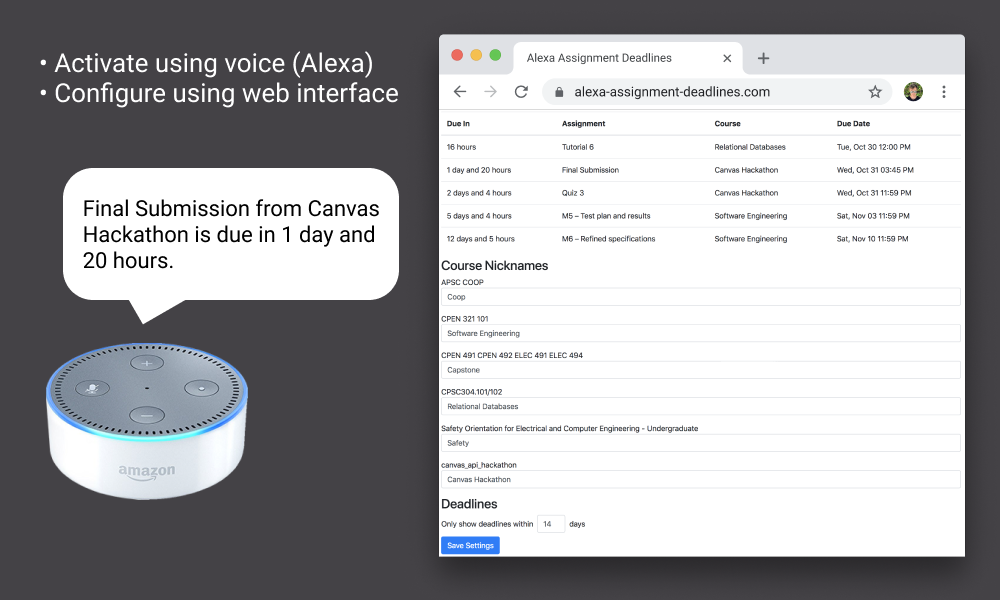 • Activate using voice (Alexa)
• Configure using web interface
Final Submission from Canvas
Hackathon is due in 1 day and
20 hours.
amazon
Alexa Assignment Deadlines
alexa-assignment-deadlines.com
Due In Assignment Course Due Date
16 hours Tutorial 6 Relational Databases Tue, Oct 30 12:00 PM
1 day and 20 hours Final Submission Canvas Hackathon Wed, Oct 31 03:45 PM
2 days and 4 hours Quiz 3 Canvas Hackathon Wed, Oct 31 11:59 PM
5 days and 4 hours M5 – Test plan and results Software Engineering Sat, Nov 03 11:59 PM
12 days and 5 hours M6 – Refined specifications Software Engineering Sat, Nov 10 11:59 PM
Course Nicknames
APSC COOP
Coop
CPEN 321 101
Software Engineering
CPEN 491 CPEN 492 ELEC 491 ELEC 494
Capstone
CPSC304.101/102
Relational Databases
Safety Orientation for Electrical and Computer Engineering - Undergraduate
Safety
canvas_api_hackathon
Canvas Hackathon
Deadlines
Only show deadlines within 14 days
Save Settings